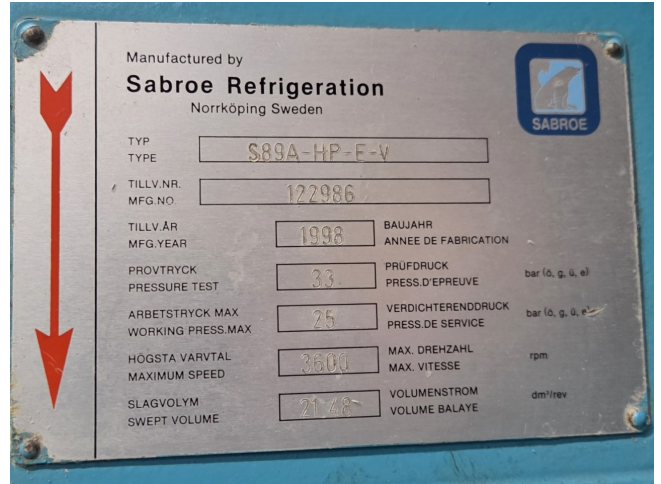 Manufactured by
Sabroe Refrigeration
Norrköping Sweden
SABROE
TYP
TYPE
S89A-HP-E-V
TILLV.NR.
MFG.NO.
122986
TILLV.ÅR
MFG.YEAR
1998
BAUJAHR
ANNEE DE FABRICATION
PROVTRYCK
PRESSURE TEST
33.
PRÜFDRUCK
PRESS.D'EPREUVE
bar (ö, g, ü, e)
ARBETSTRYCK MAX
WORKING PRESS.MAX
25
VERDICHTERENDDRUCK
PRESS.DE SERVICE
bar (ö, g, ü, e)
HÖGSTA VARVTAL
MAXIMUM SPEED
3600
MAX. DREHZAHL
MAX. VITESSE
rpm
SLAGVOLYM
SWEPT VOLUME
21.48
VOLUMENSTROM
VOLUME BALAYE
dm³/rev